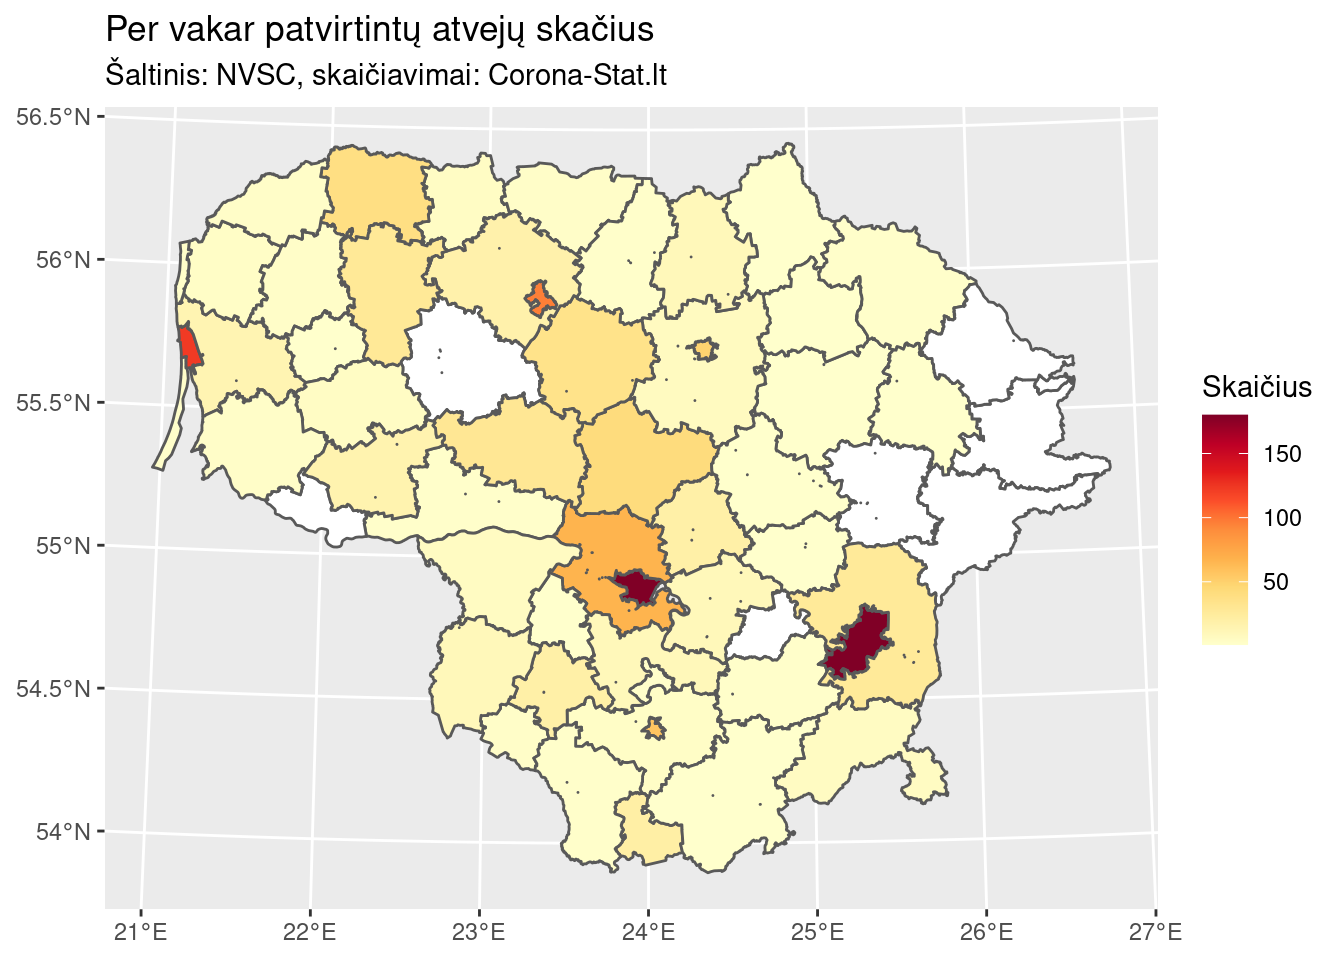 Per vakar patvirtintų atvejų skačius
Šaltinis: NVSC, skaičiavimai: Corona-Stat.lt
56.5°N
56°N
55.5°N
55°N
54.5°N
54°N
21°E
22°E
23°E
24°E
25°E
26°E
27°E
Skaičius
150
100
50